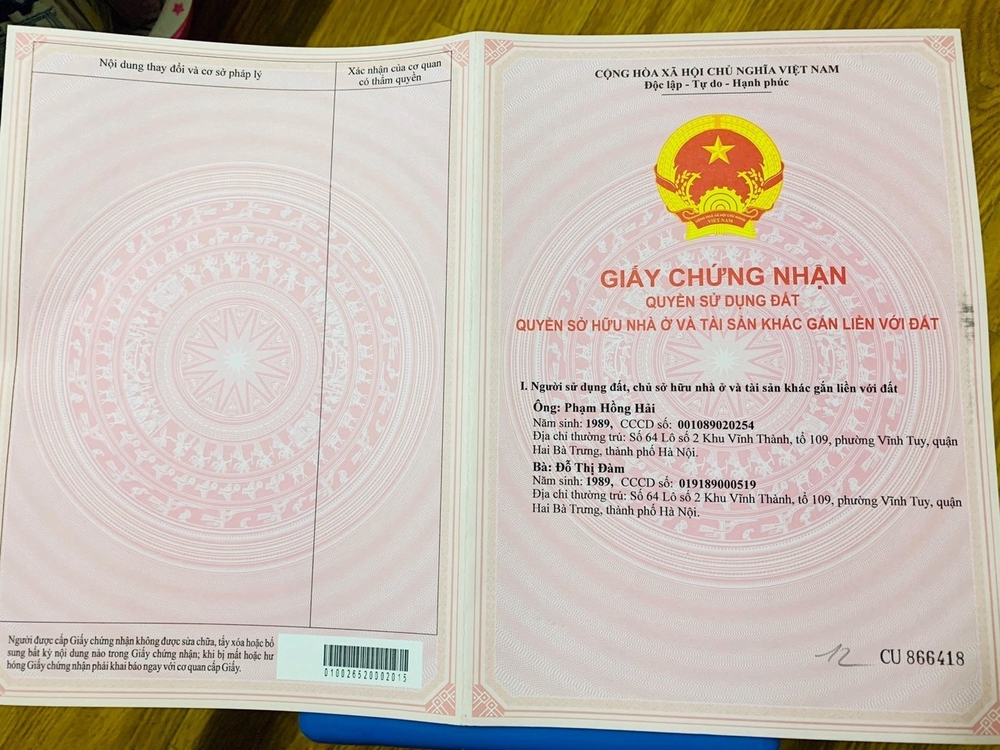 Nội dung thay đổi và cơ sở pháp lý
Xác nhận của cơ quan
có thẩm quyền
Người được cấp Giấy chứng nhận không được sửa chữa, tẩy xóa hoặc bổ
sung bất kỳ nội dung nào trong Giấy chứng nhận; khi bị mất hoặc hư
hỏng Giấy chứng nhận phải khai báo ngay với cơ quan cấp Giấy.
010026520002015
CỘNG HÒA XÃ HỘI CHỦ NGHĨA VIỆT NAM
Độc lập - Tự do - Hạnh phúc
CỘNG HÒA XÃ HỘI CHỦ NGHĨA
VIỆT NAM
GIẤY CHỨNG NHẬN
QUYỀN SỬ DỤNG ĐẤT
QUYỀN SỞ HỮU NHÀ Ở VÀ TÀI SẢN KHÁC GẮN LIỀN VỚI ĐẤT
I. Người sử dụng đất, chủ sở hữu nhà ở và tài sản khác gắn liền với đất
Ông: Phạm Hồng Hải
Năm sinh: 1989, CCCD số: 001089020254
Địa chỉ thường trú: Số 64 Lô số 2 Khu Vĩnh Thành, tổ 109, phường Vĩnh Tuy, quận
Hai Bà Trưng, thành phố Hà Nội.
Bà: Đỗ Thị Đàm
Năm sinh: 1989, CCCD số: 019189000519
Địa chỉ thường trú: Số 64 Lô số 2 Khu Vĩnh Thành, tổ 109, phường Vĩnh Tuy, quận
Hai Bà Trưng, thành phố Hà Nội.
12 CU 866418